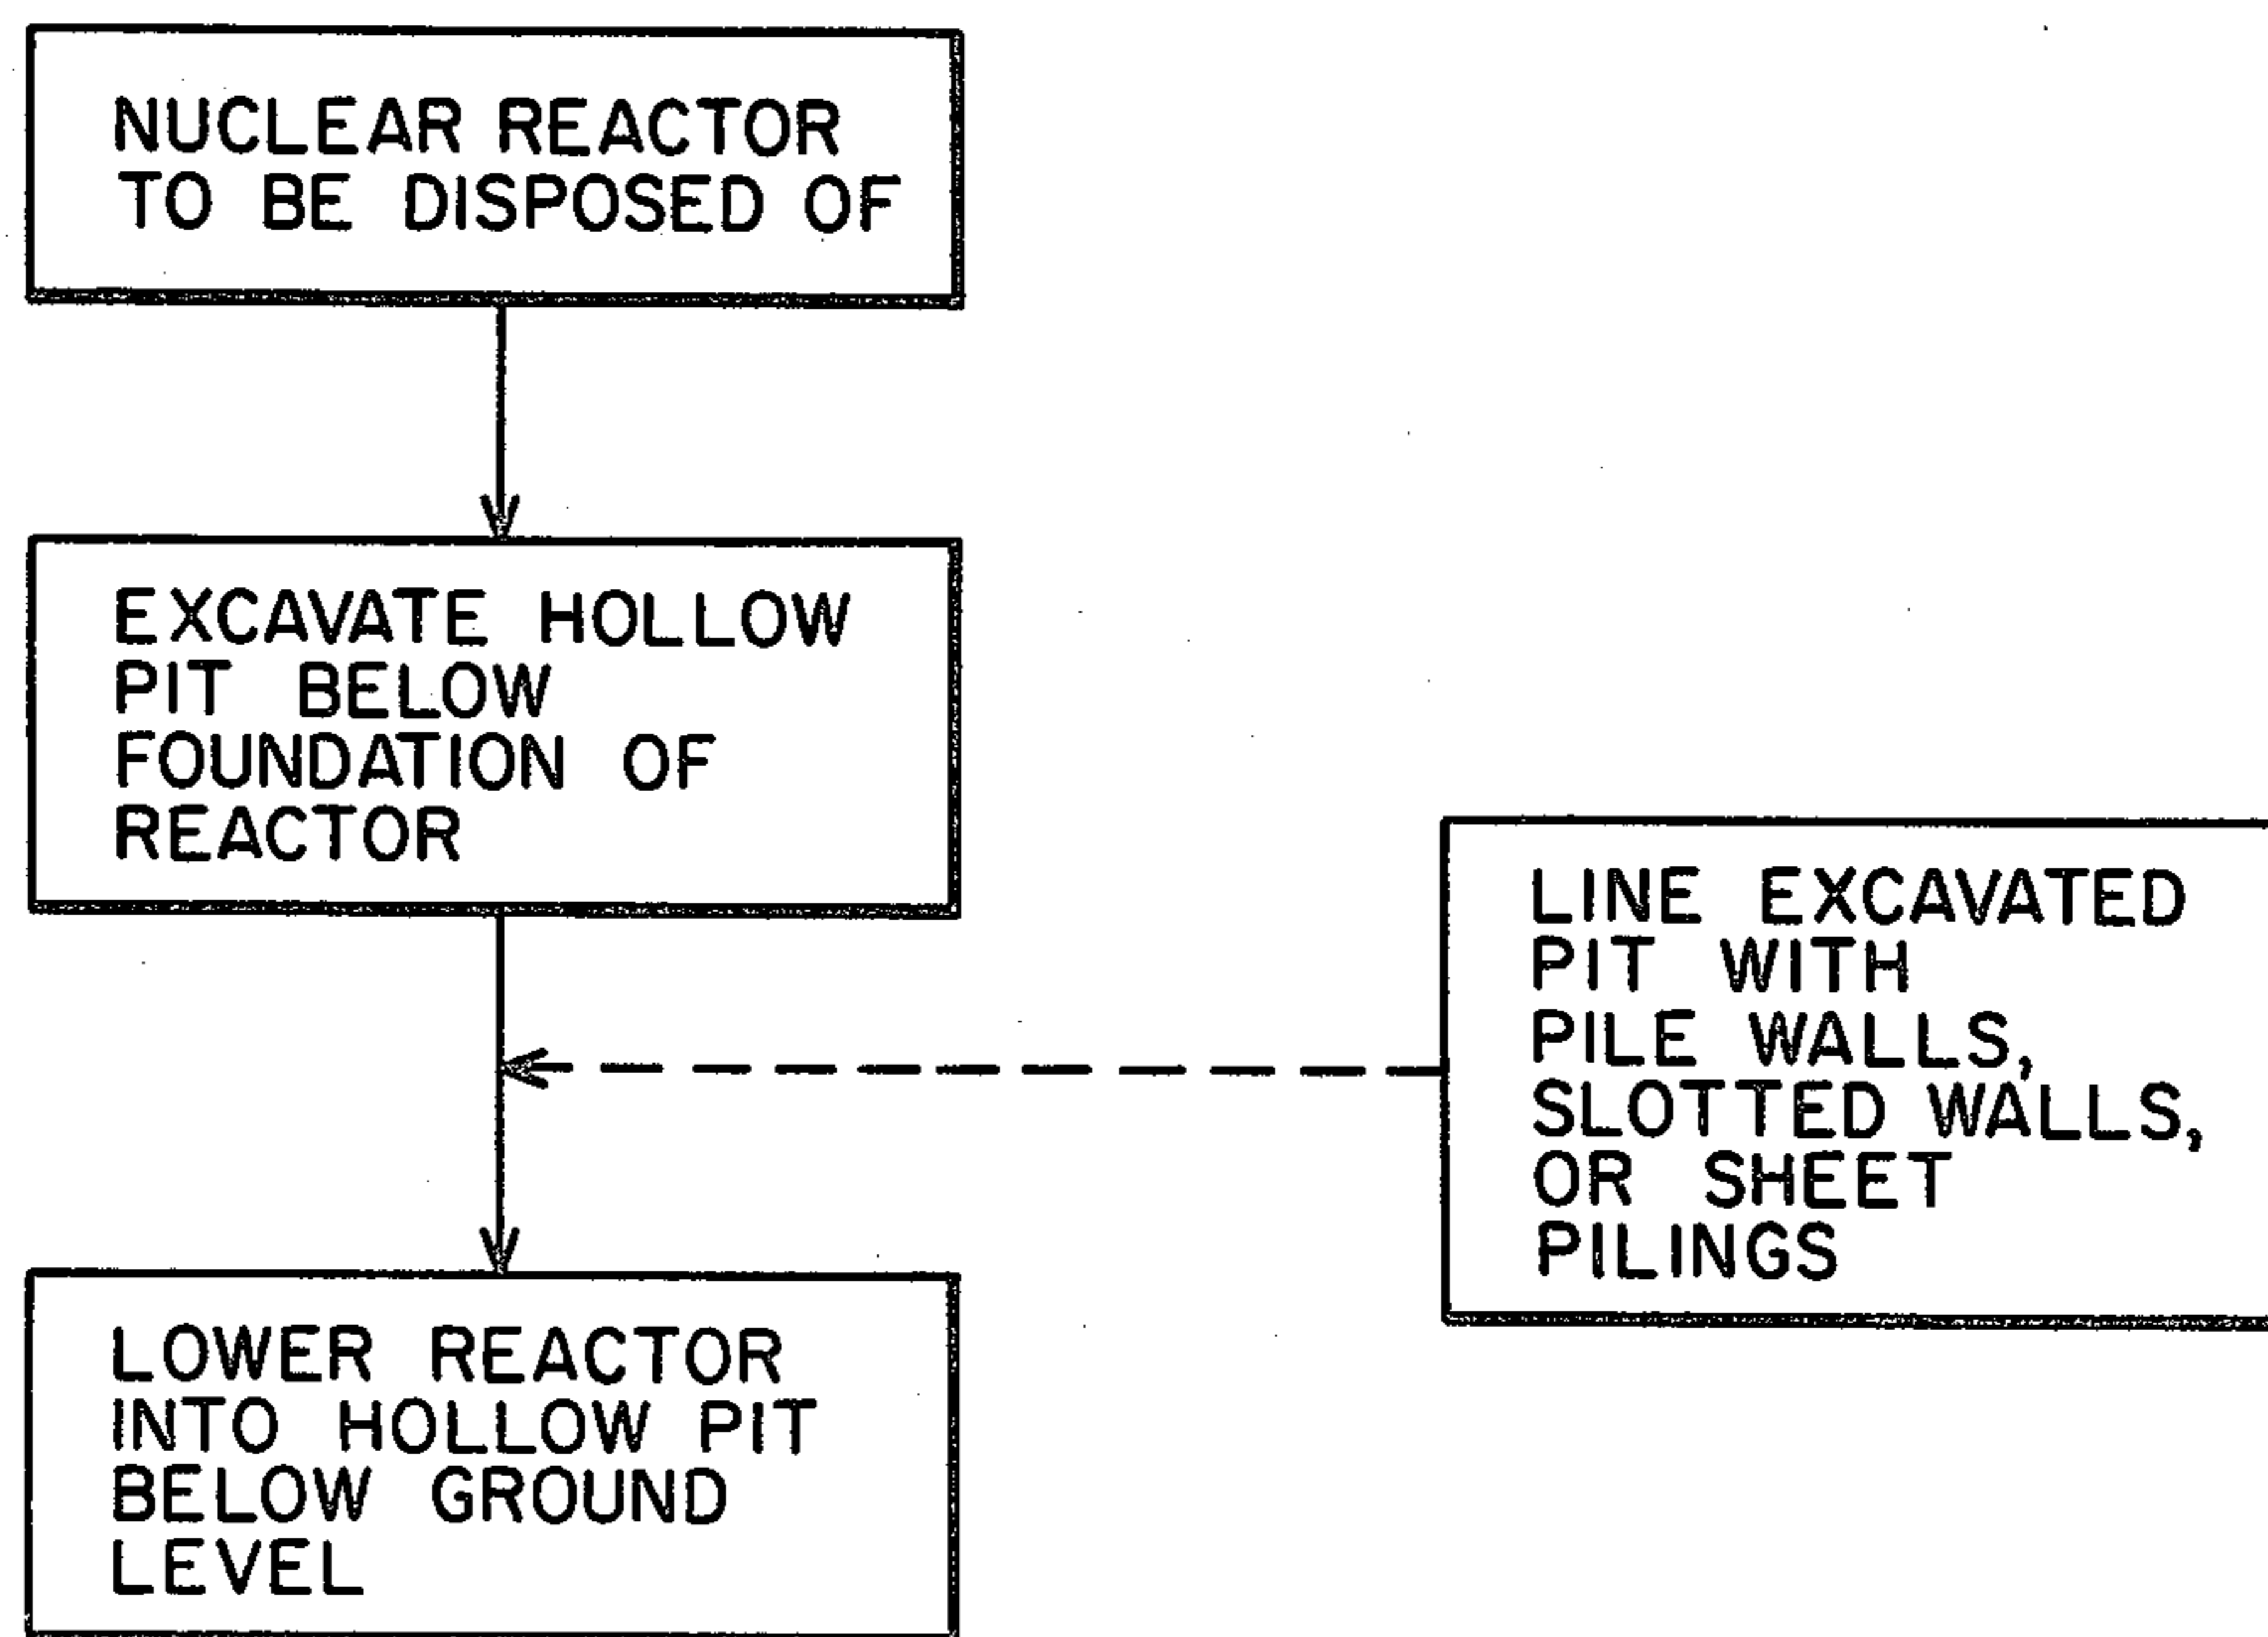 NUCLEAR REACTOR
TO BE DISPOSED OF
EXCAVATE HOLLOW
PIT BELOW
FOUNDATION OF
REACTOR
LINE EXCAVATED
PIT WITH
PILE WALLS,
SLOTTED WALLS,
OR SHEET
PILINGS
LOWER REACTOR
INTO HOLLOW PIT
BELOW GROUND
LEVEL